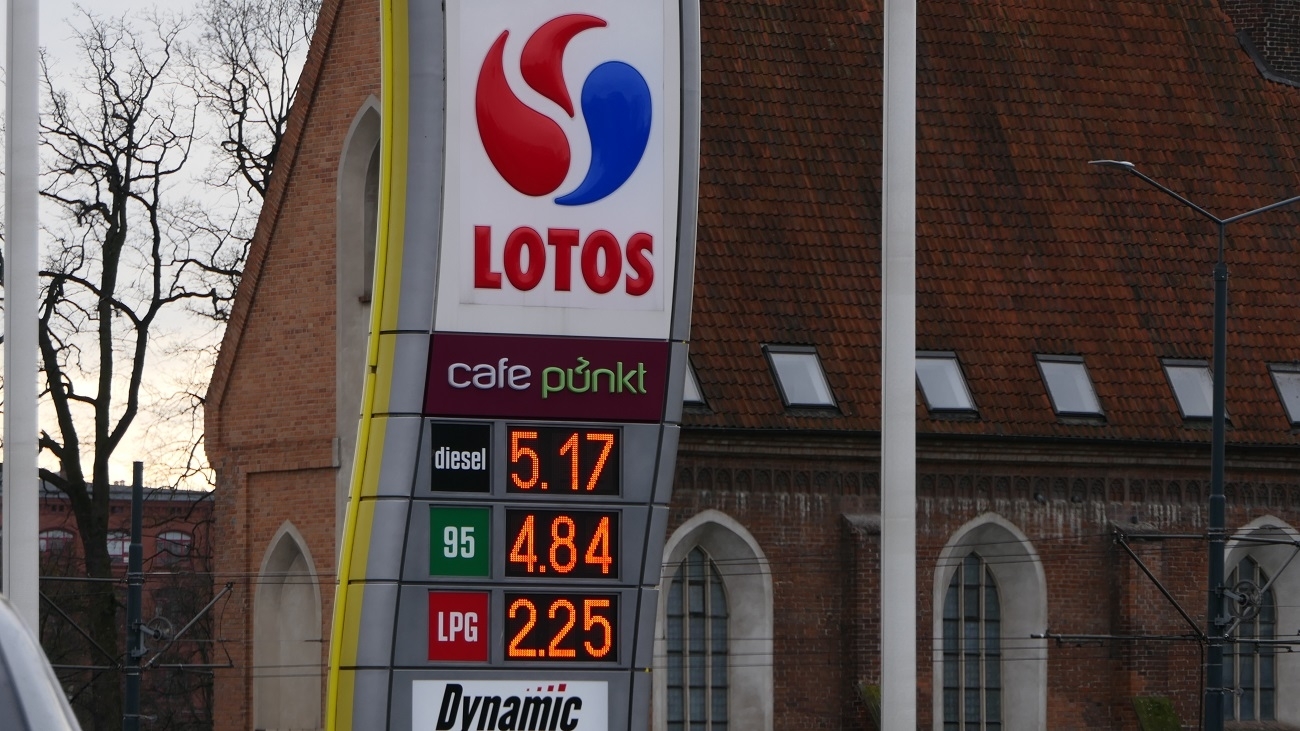 LOTOS
cafe punkt
diesel 5.17
95 4.84
LPG 2.25
Dynamic